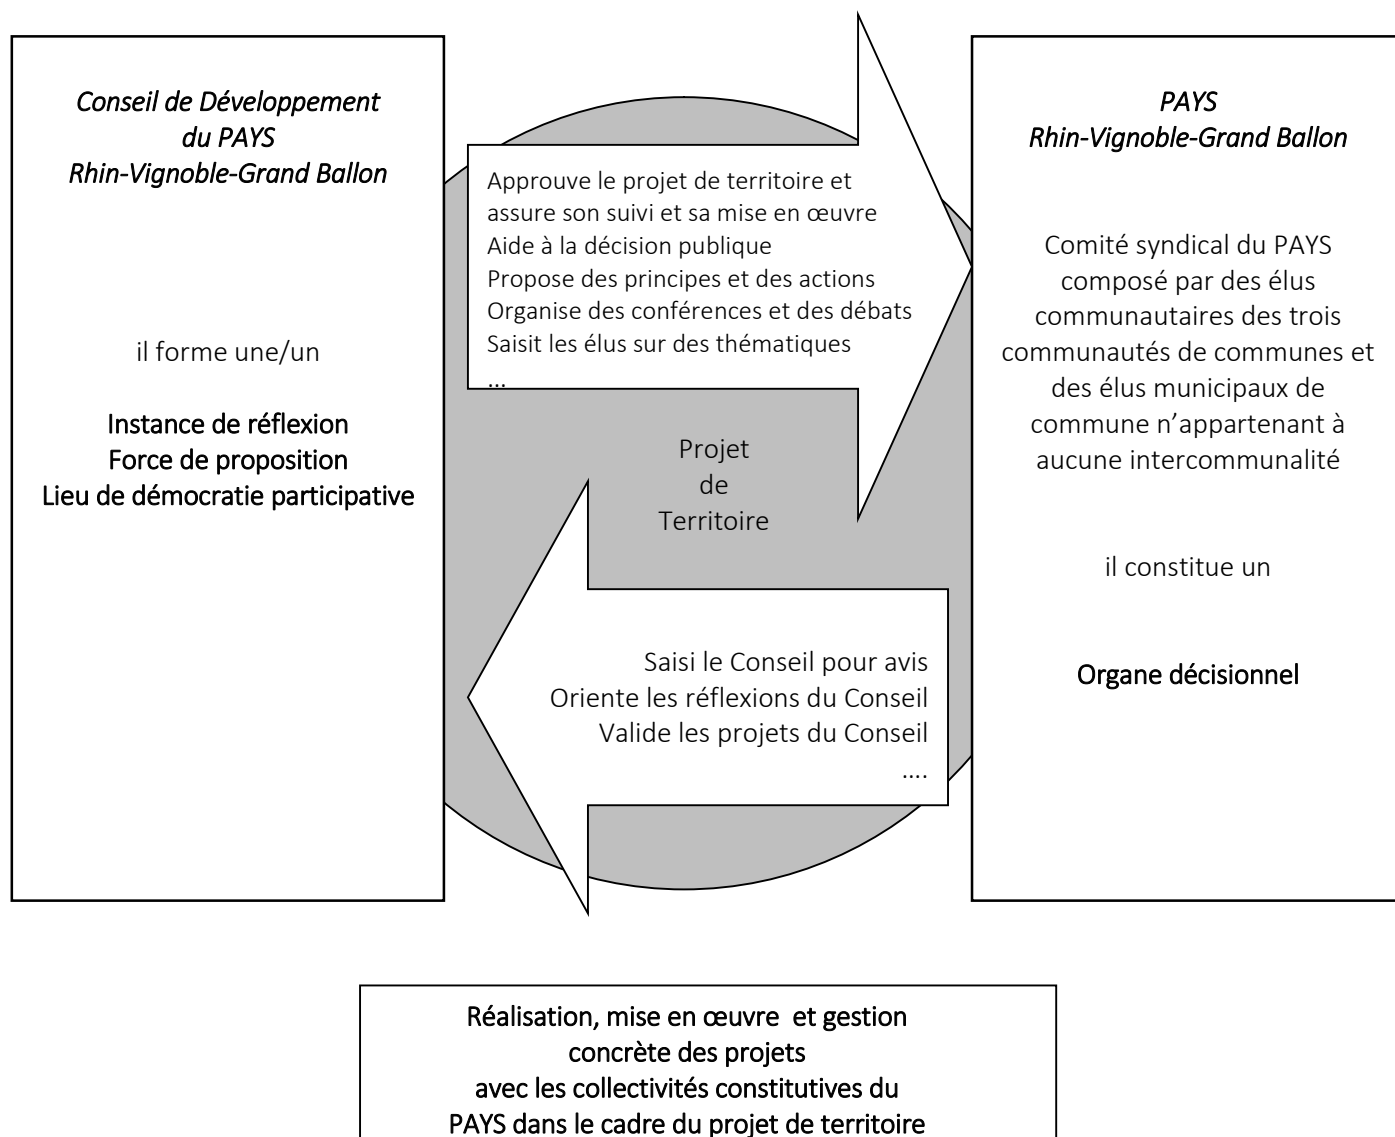 Conseil de Développement
du PAYS
Rhin-Vignoble-Grand Ballon
il forme une/un
Instance de réflexion
Force de proposition
Lieu de démocratie participative
Approuve le projet de territoire et
assure son suivi et sa mise en œuvre
Aide à la décision publique
Propose des principes et des actions
Organise des conférences et des débats
Saisit les élus sur des thématiques
...
Projet
de
Territoire
Saisi le Conseil pour avis
Oriente les réflexions du Conseil
Valide les projets du Conseil
....
PAYS
Rhin-Vignoble-Grand Ballon
Comité syndical du PAYS
composé par des élus
communautaires des trois
communautés de communes et
des élus municipaux de
commune n’appartenant à
aucune intercommunalité
il constitue un
Organe décisionnel
Réalisation, mise en œuvre et gestion
concrète des projets
avec les collectivités constitutives du
PAYS dans le cadre du projet de territoire